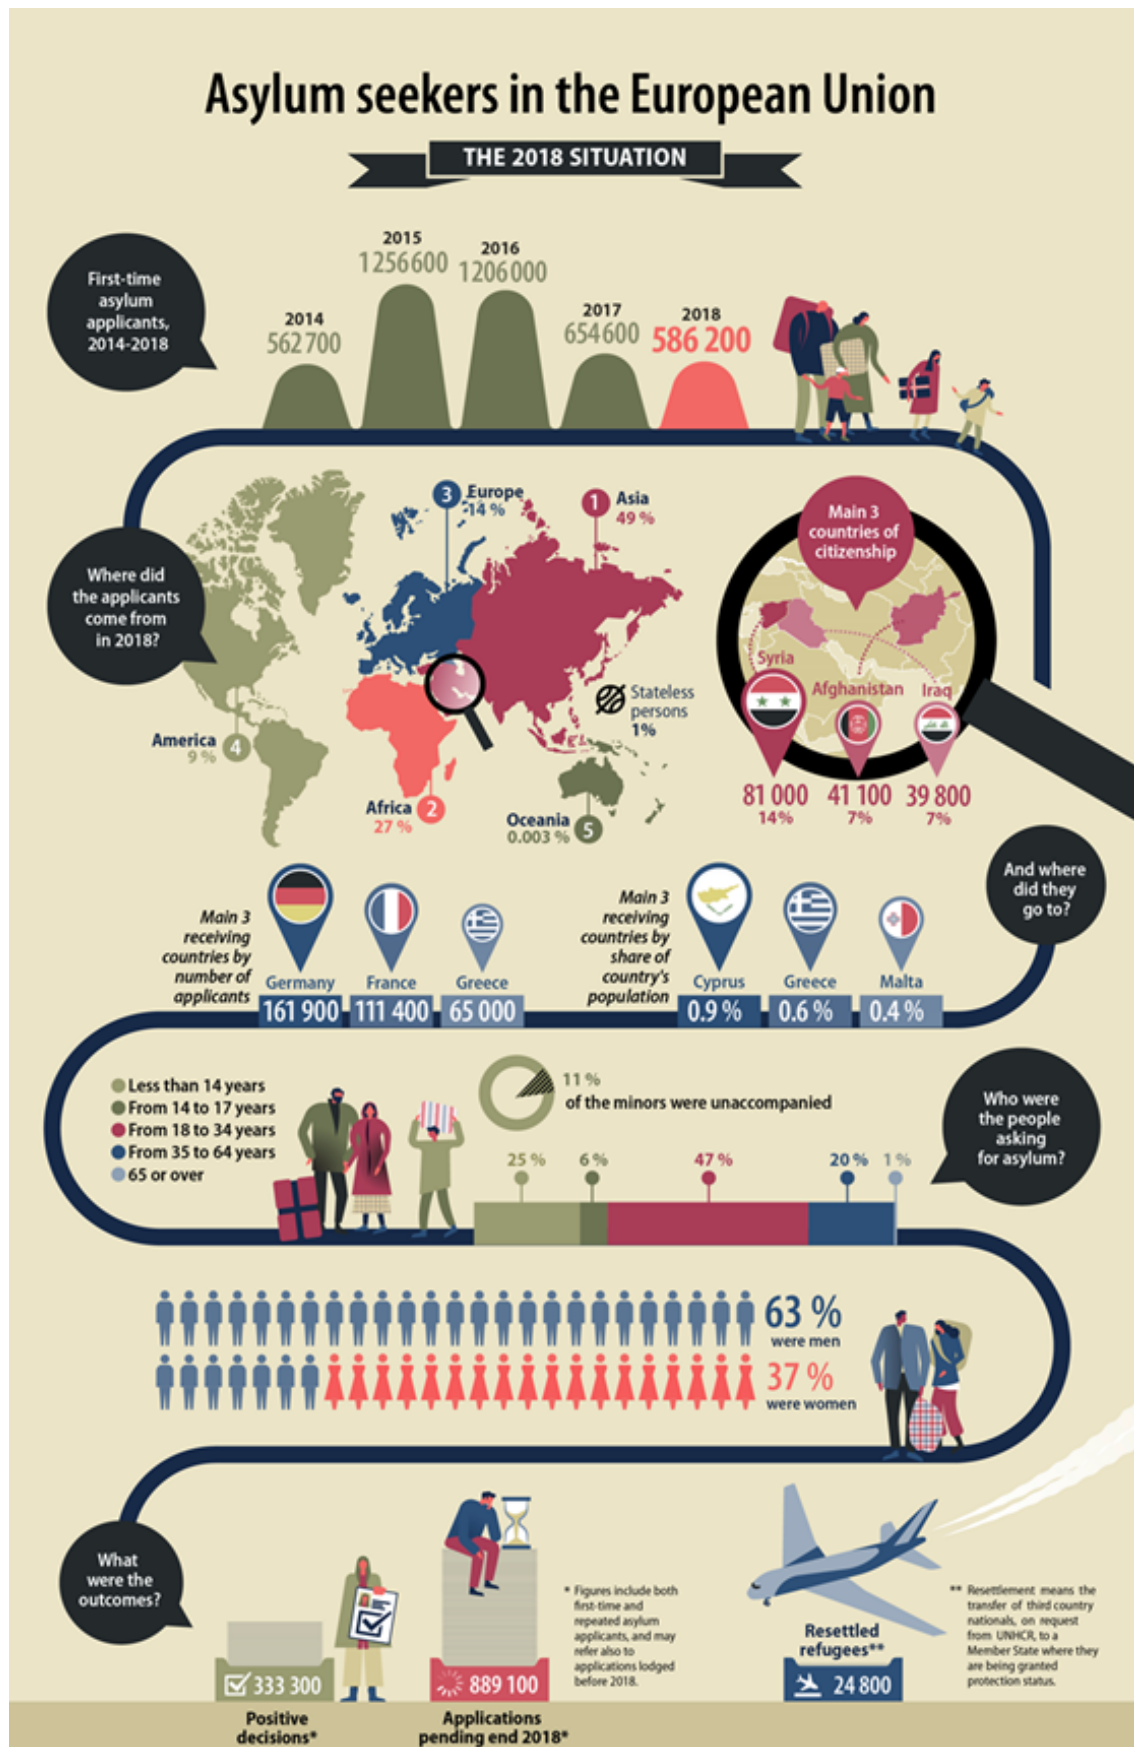 Asylum seekers in the European Union
THE 2018 SITUATION
First-time
asylum
applicants,
2014-2018
2014
562 700
2015
1256600
2016
1206000
2017
654600
2018
586 200
Where did
the applicants
come from
in 2018?
3 Europe
14 %
1 Asia
49 %
Stateless
persons
1%
America 4
9 %
Africa 2
27 %
Oceania
0.003 % 5
Main 3
countries of
citizenship
Syria
Afghanistan
Iraq
81 000
14%
41 100
7%
39 800
7%
And where
did they
go to?
Main 3
receiving
countries by
number of
applicants
Germany
161 900
France
111 400
Greece
65 000
Main 3
receiving
countries by
share of
country's
population
Cyprus
0.9 %
Greece
0.6 %
Malta
0.4 %
Who were
the people
asking
for asylum?
Less than 14 years
From 14 to 17 years
From 18 to 34 years
From 35 to 64 years
65 or over
11 %
of the minors were unaccompanied
25 % 6 % 47 % 20 % 1 %
63 %
were men
37 %
were women
What
were the
outcomes?
333 300
Positive
decisions*
889 100
Applications
pending end 2018*
* Figures include both
first-time and
repeated asylum
applicants, and may
refer also to
applications lodged
before 2018.
Resettled
refugees**
24 800
** Resettlement means the
transfer of third country
nationals, on request
from UNHCR, to a
Member State where they
are being granted
protection status.